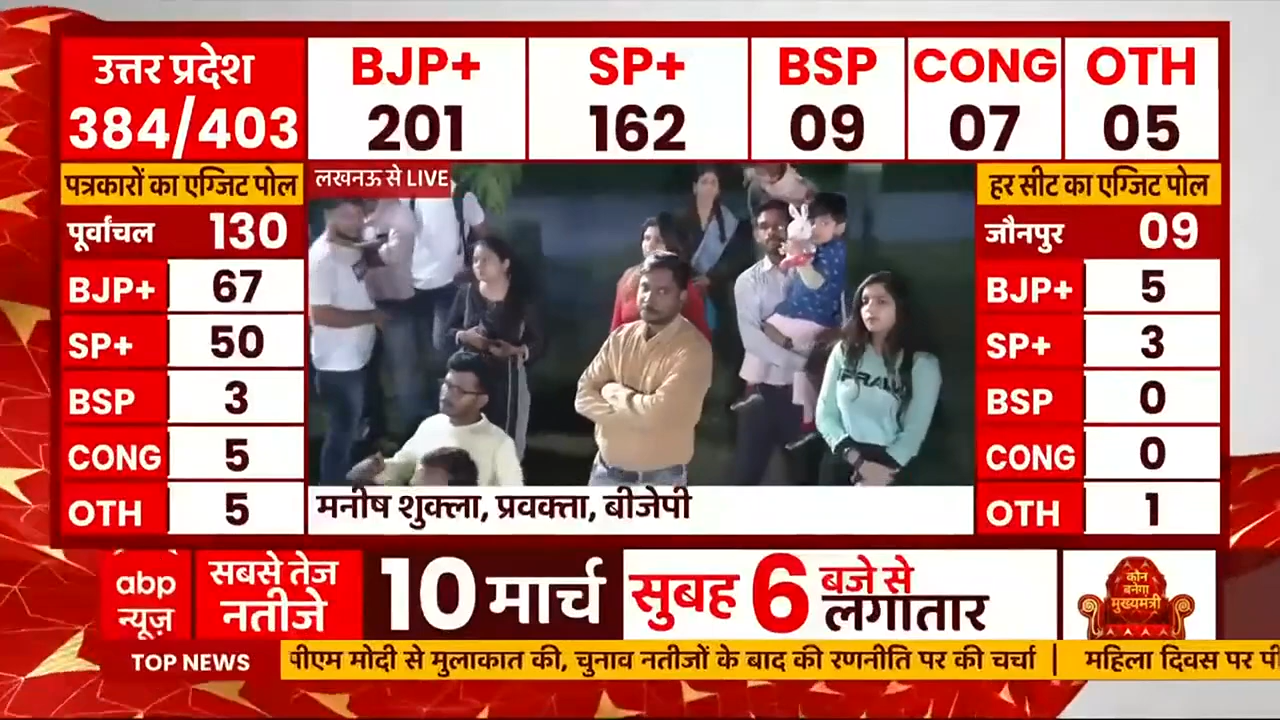 उत्तर प्रदेश
384/403
BJP+
201
SP+
162
BSP
09
CONG
07
OTH
05
पत्रकारों का एग्जिट पोल
पूर्वांचल 130
BJP+ 67
SP+ 50
BSP 3
CONG 5
OTH 5
लखनऊ से LIVE
मनीष शुक्ला, प्रवक्ता, बीजेपी
हर सीट का एग्जिट पोल
जौनपुर 09
BJP+ 5
SP+ 3
BSP 0
CONG 0
OTH 1
abp
न्यूज़
सबसे तेज
नतीजे
10 मार्च
सुबह 6 बजे से
लगातार
कौन
बनेगा
मुख्यमंत्री
TOP NEWS
पीएम मोदी से मुलाकात की, चुनाव नतीजों के बाद की रणनीति पर की चर्चा | महिला दिवस पर पी